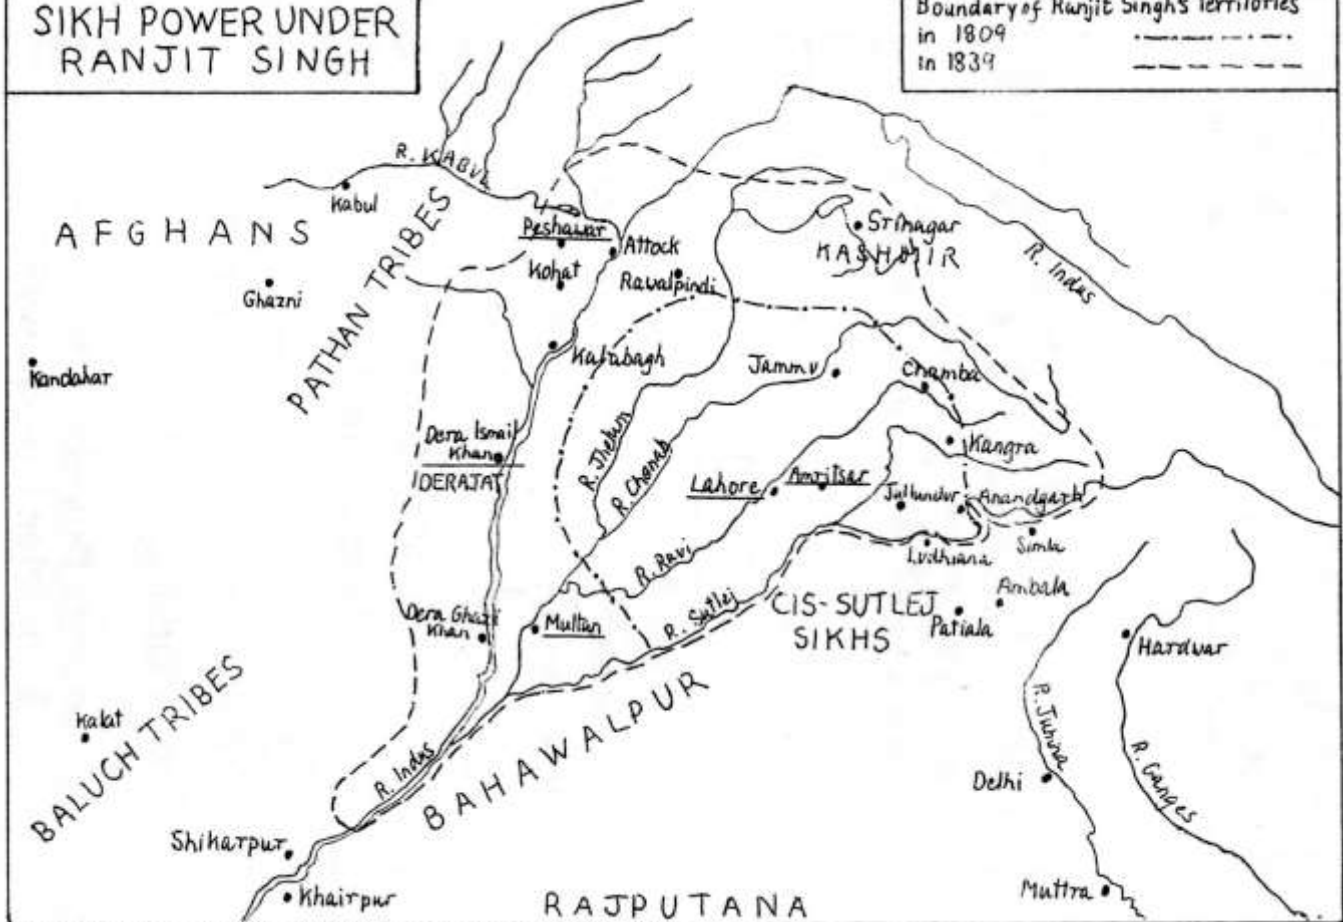 SIKH POWER UNDER
RANJIT SINGH
Boundary of Ranjit Singh's Territories
in 1809
in 1839
R. KABUL
Kabul
AFGHANS
Peshawar
Attock
Srinagar
KASHMIR
Kohat
Rawalpindi
R. Indus
Ghazni
PATHAN TRIBES
Kandahar
Kalabagh
Jammu
Chamba
Dera Ismail
Khan
DERAJAT
R. Jhelum
R. Chanab
Kangra
Lahore
Amritsar
Jullundur
Anandgarh
Ludhiana
Simla
R. Ravi
R. Sutlej
CIS-SUTLEJ
SIKHS
Ambala
Patiala
Dera Ghazi
Khan
Multan
Hardwar
BALUCH TRIBES
Kalat
BAHAWALPUR
R. Indus
R. Jumna
R. Ganges
Delhi
Shikarpur
Khairpur
Muttra
RAJPUTANA